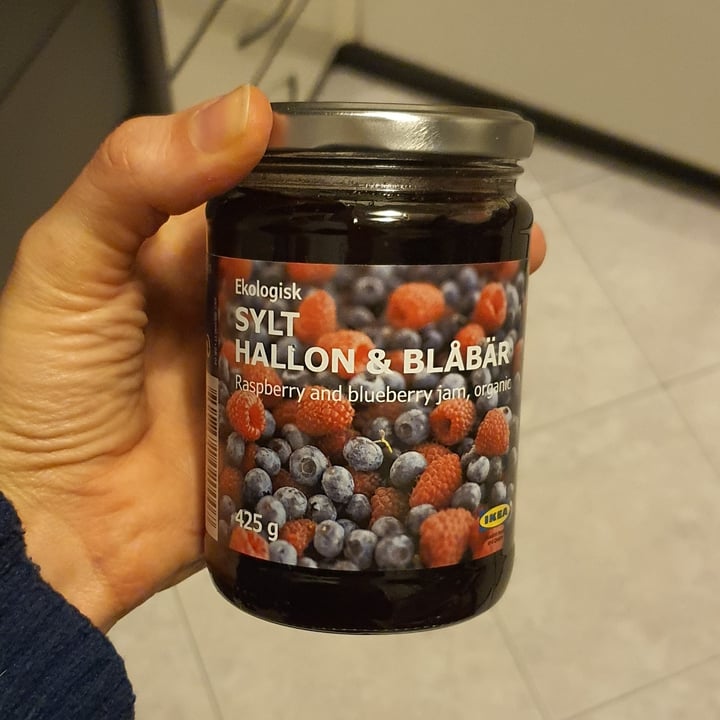 Ekologisk
SYLT
HALLON & BLÅBÄR
Raspberry and blueberry jam, organic
425 g
IKEA